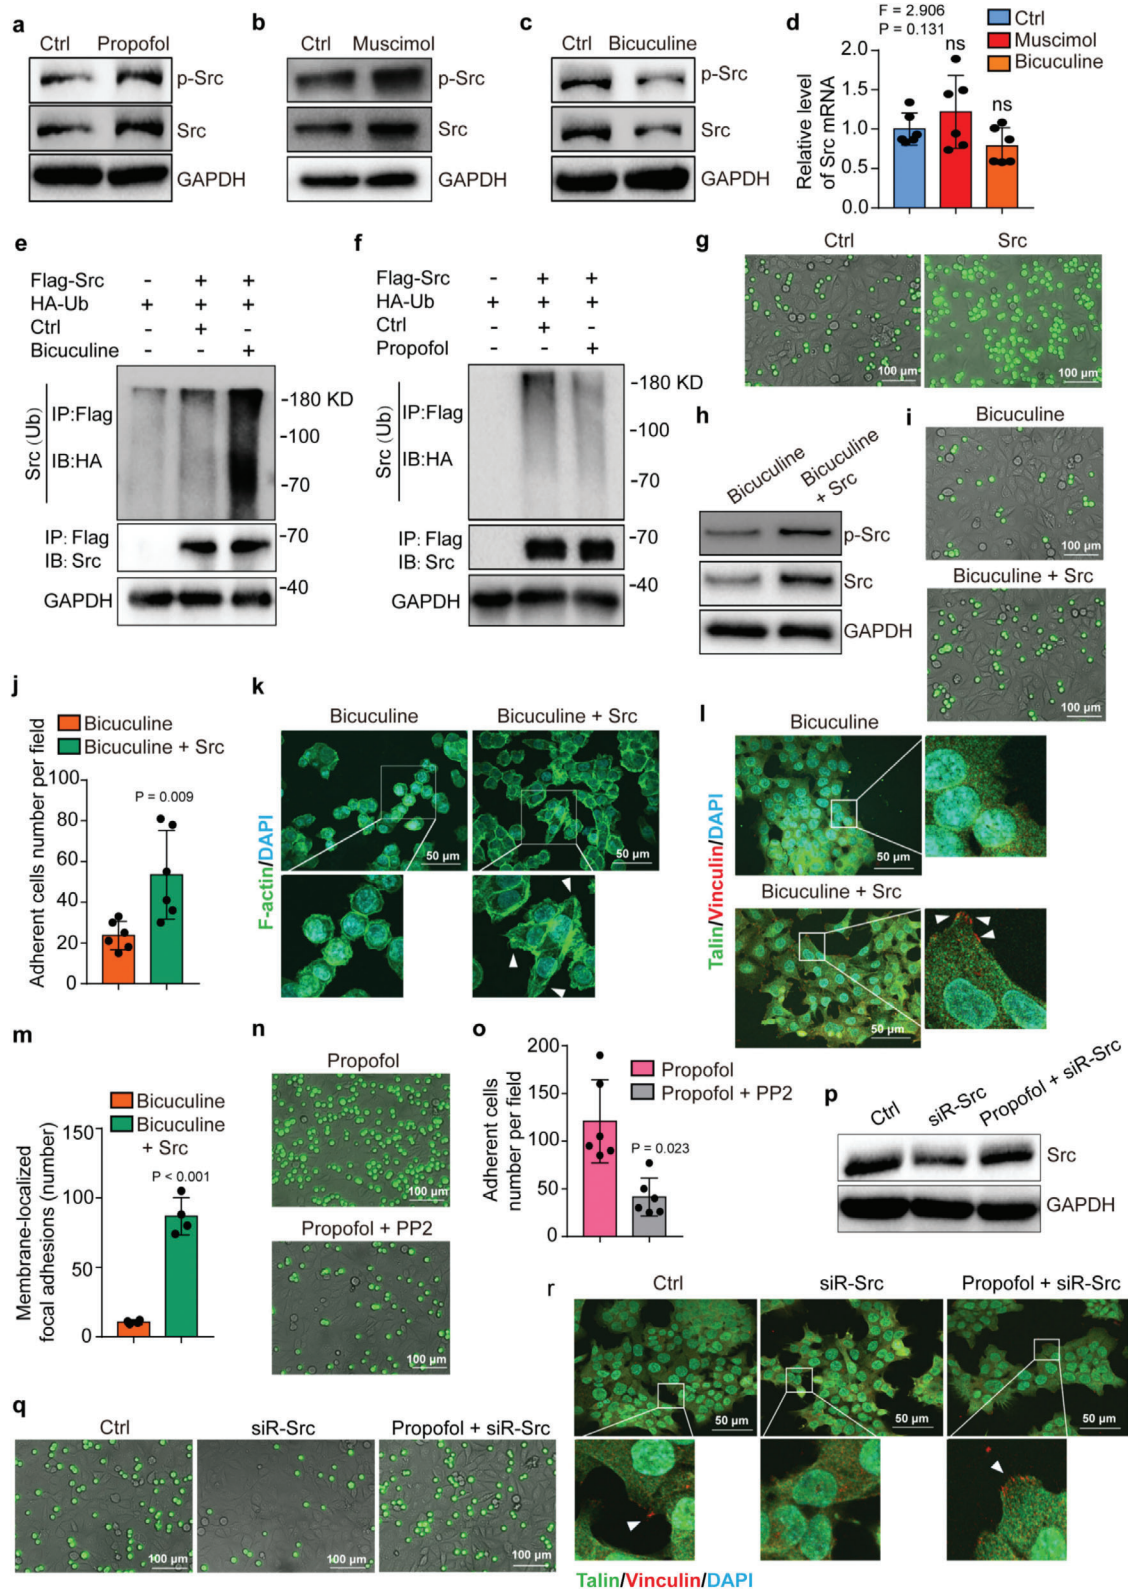 a
Ctrl Propofol
p-Src
Src
GAPDH
b
Ctrl Muscimol
p-Src
Src
GAPDH
c
Ctrl Bicuculine
p-Src
Src
GAPDH
d
F = 2.906
P = 0.131
Ctrl
Muscimol
Bicuculine
ns
ns
Relative level
of Src mRNA
2.0
1.5
1.0
0.5
0.0
e
Flag-Src - + +
HA-Ub + + +
Ctrl - + -
Bicuculine - - +
Src (Ub)
IP:Flag
IB:HA
-180 KD
-100
-70
IP: Flag
IB: Src
-70
GAPDH
-40
f
Flag-Src - + +
HA-Ub + + +
Ctrl - + -
Propofol - - +
Src (Ub)
IP:Flag
IB:HA
-180 KD
-100
-70
IP: Flag
IB: Src
-70
GAPDH
-40
g
Ctrl Src
100 μm 100 μm
h
Bicuculine
Bicuculine
+ Src
p-Src
Src
GAPDH
i
Bicuculine
100 μm
Bicuculine + Src
100 μm
j
Bicuculine
Bicuculine + Src
Adherent cells number per field
100
80
60
40
20
0
P = 0.009
k
Bicuculine Bicuculine + Src
F-actin/DAPI
50 μm 50 μm
l
Bicuculine
50 μm
Bicuculine + Src
50 μm
Talin/Vinculin/DAPI
m
Bicuculine
Bicuculine
+ Src
Membrane-localized
focal adhesions (number)
150
100
50
0
P < 0.001
n
Propofol
100 μm
Propofol + PP2
100 μm
o
Propofol
Propofol + PP2
Adherent cells
number per field
200
150
100
50
0
P = 0.023
p
Ctrl siR-Src Propofol + siR-Src
Src
GAPDH
q
Ctrl siR-Src Propofol + siR-Src
100 μm 100 μm 100 μm
r
Ctrl siR-Src Propofol + siR-Src
50 μm 50 μm 50 μm
Talin/Vinculin/DAPI